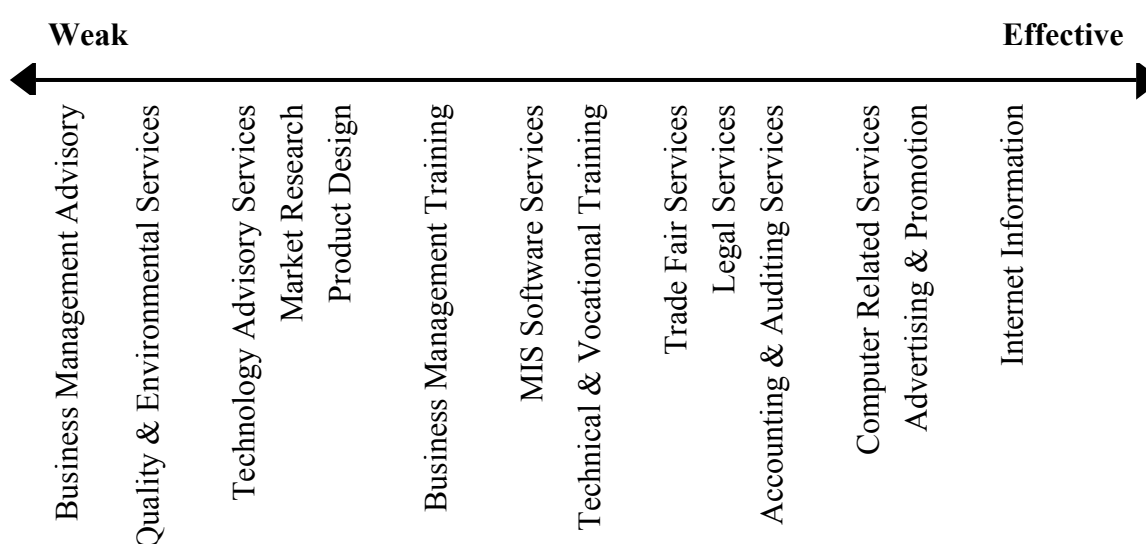 Weak
Effective
Business Management Advisory
Quality & Environmental Services
Technology Advisory Services
Market Research
Product Design
Business Management Training
MIS Software Services
Technical & Vocational Training
Trade Fair Services
Legal Services
Accounting & Auditing Services
Computer Related Services
Advertising & Promotion
Internet Information